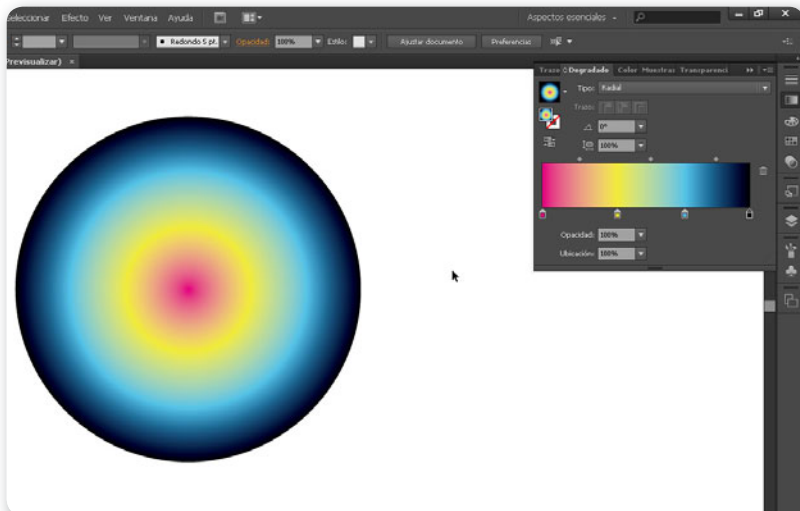 Seleccionar Efecto Ver Ventana Ayuda Aspectos esenciales
Redondo 5 pt. Opacidad: 100% Estilo: Ajustar documento Preferencias
Previsualizar) ×
Trazo Degradado Color Muestras Transparenci
Tipo: Radial
Trazo:
0°
100%
Opacidad: 100%
Ubicación: 100%